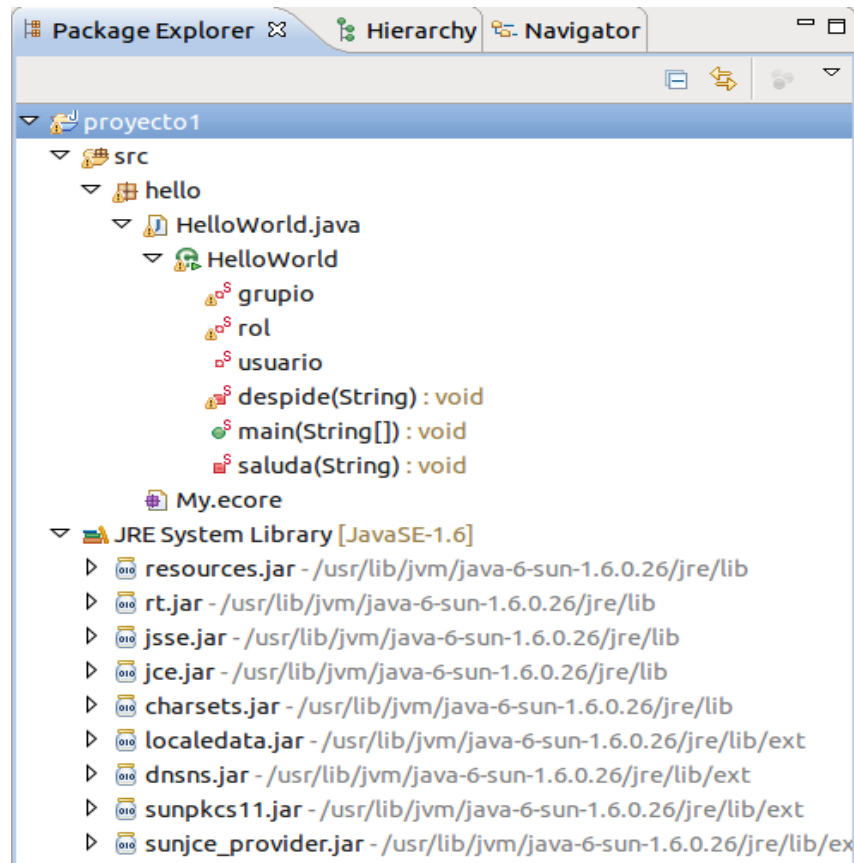 Package Explorer Hierarchy Navigator
proyecto1
src
hello
HelloWorld.java
HelloWorld
S grupio
S rol
S usuario
S despide(String) : void
S main(String[]) : void
S saluda(String) : void
My.ecore
JRE System Library [JavaSE-1.6]
resources.jar - /usr/lib/jvm/java-6-sun-1.6.0.26/jre/lib
rt.jar - /usr/lib/jvm/java-6-sun-1.6.0.26/jre/lib
jsse.jar - /usr/lib/jvm/java-6-sun-1.6.0.26/jre/lib
jce.jar - /usr/lib/jvm/java-6-sun-1.6.0.26/jre/lib
charsets.jar - /usr/lib/jvm/java-6-sun-1.6.0.26/jre/lib
localedata.jar - /usr/lib/jvm/java-6-sun-1.6.0.26/jre/lib/ext
dnsns.jar - /usr/lib/jvm/java-6-sun-1.6.0.26/jre/lib/ext
sunpkcs11.jar - /usr/lib/jvm/java-6-sun-1.6.0.26/jre/lib/ext
sunjce_provider.jar - /usr/lib/jvm/java-6-sun-1.6.0.26/jre/lib/ex